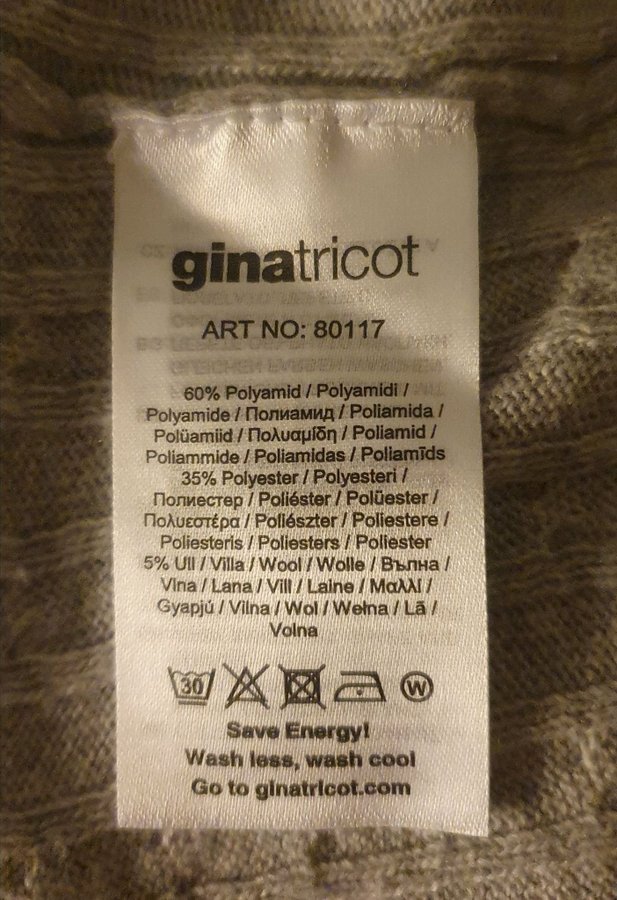 ginatricot
ART NO: 80117
60% Polyamid / Polyamidi /
Polyamide / Полиамид / Poliamida /
Polüamiid / Πολυαμίδη / Poliamid /
Poliammide / Poliamidas / Poliamīds
35% Polyester / Polyesteri /
Полиестер / Poliéster / Polüester /
Πολυεστέρα / Poliészter / Poliestere /
Poliesteris / Poliesters / Poliester
5% Ull / Villa / Wool / Wolle / Вълна /
Vlna / Lana / Vill / Laine / Μαλλί /
Gyapjú / Vilna / Wol / Wełna / Lã /
Volna
30 W
Save Energy!
Wash less, wash cool
Go to ginatricot.com